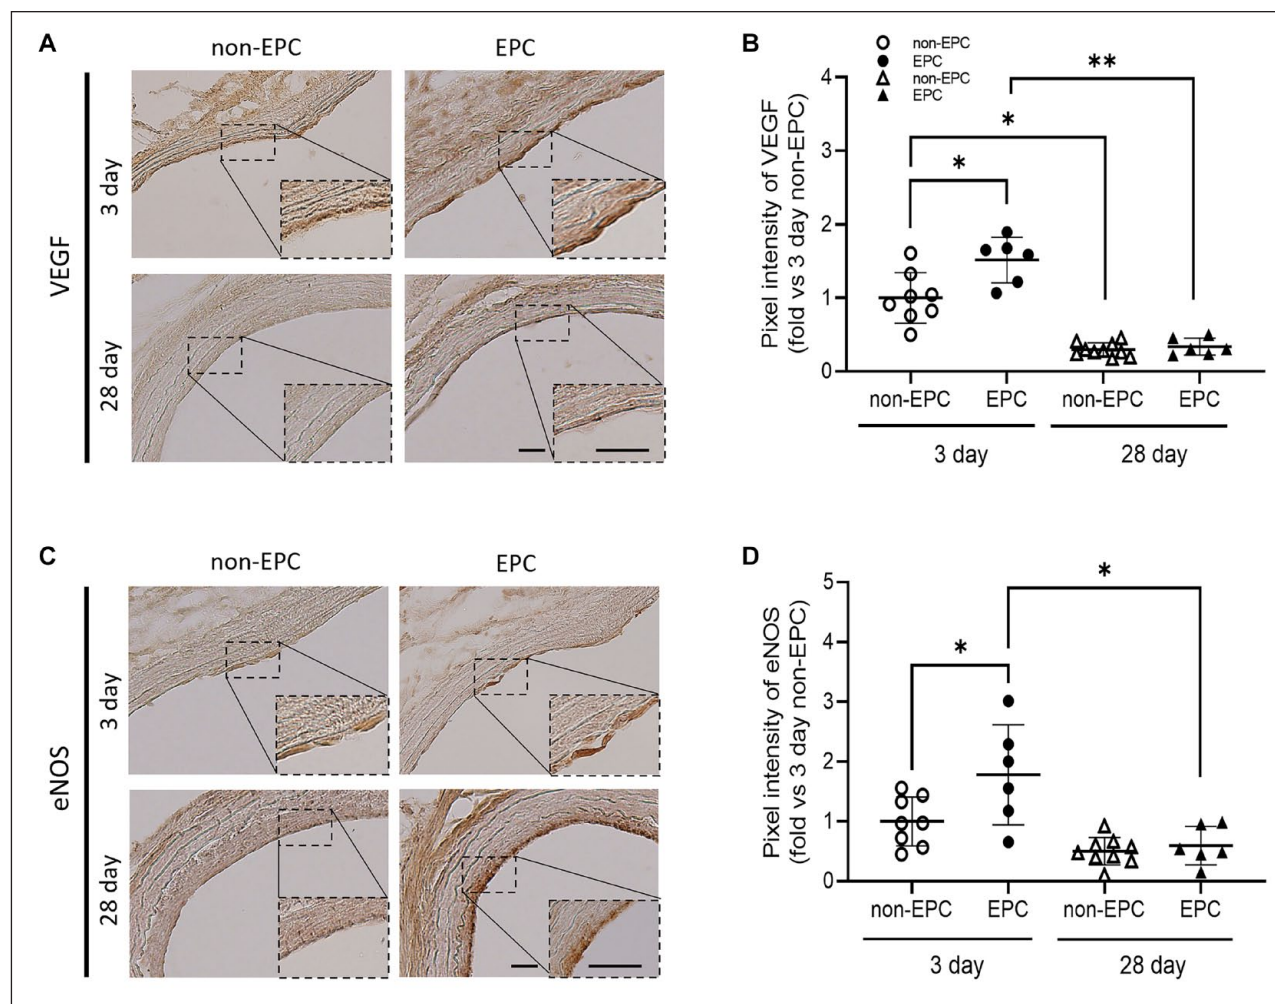 A
non-EPC
EPC
VEGF
3 day
28 day
B
non-EPC
EPC
non-EPC
EPC
Pixel intensity of VEGF
(fold vs 3 day non-EPC)
4
3
2
1
0
*
*
**
non-EPC
EPC
non-EPC
EPC
3 day
28 day
C
non-EPC
EPC
eNOS
3 day
28 day
D
Pixel intensity of eNOS
(fold vs 3 day non-EPC)
5
4
3
2
1
0
*
*
non-EPC
EPC
non-EPC
EPC
3 day
28 day